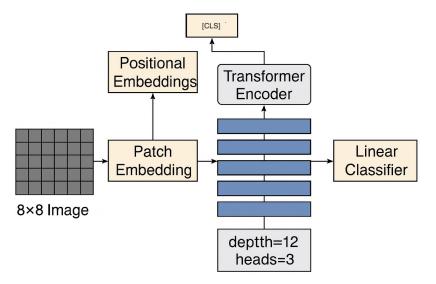 [CLS]
Positional
Embeddings
Transformer
Encoder
Patch
Embedding
Linear
Classifier
8×8 Image
deptth=12
heads=3